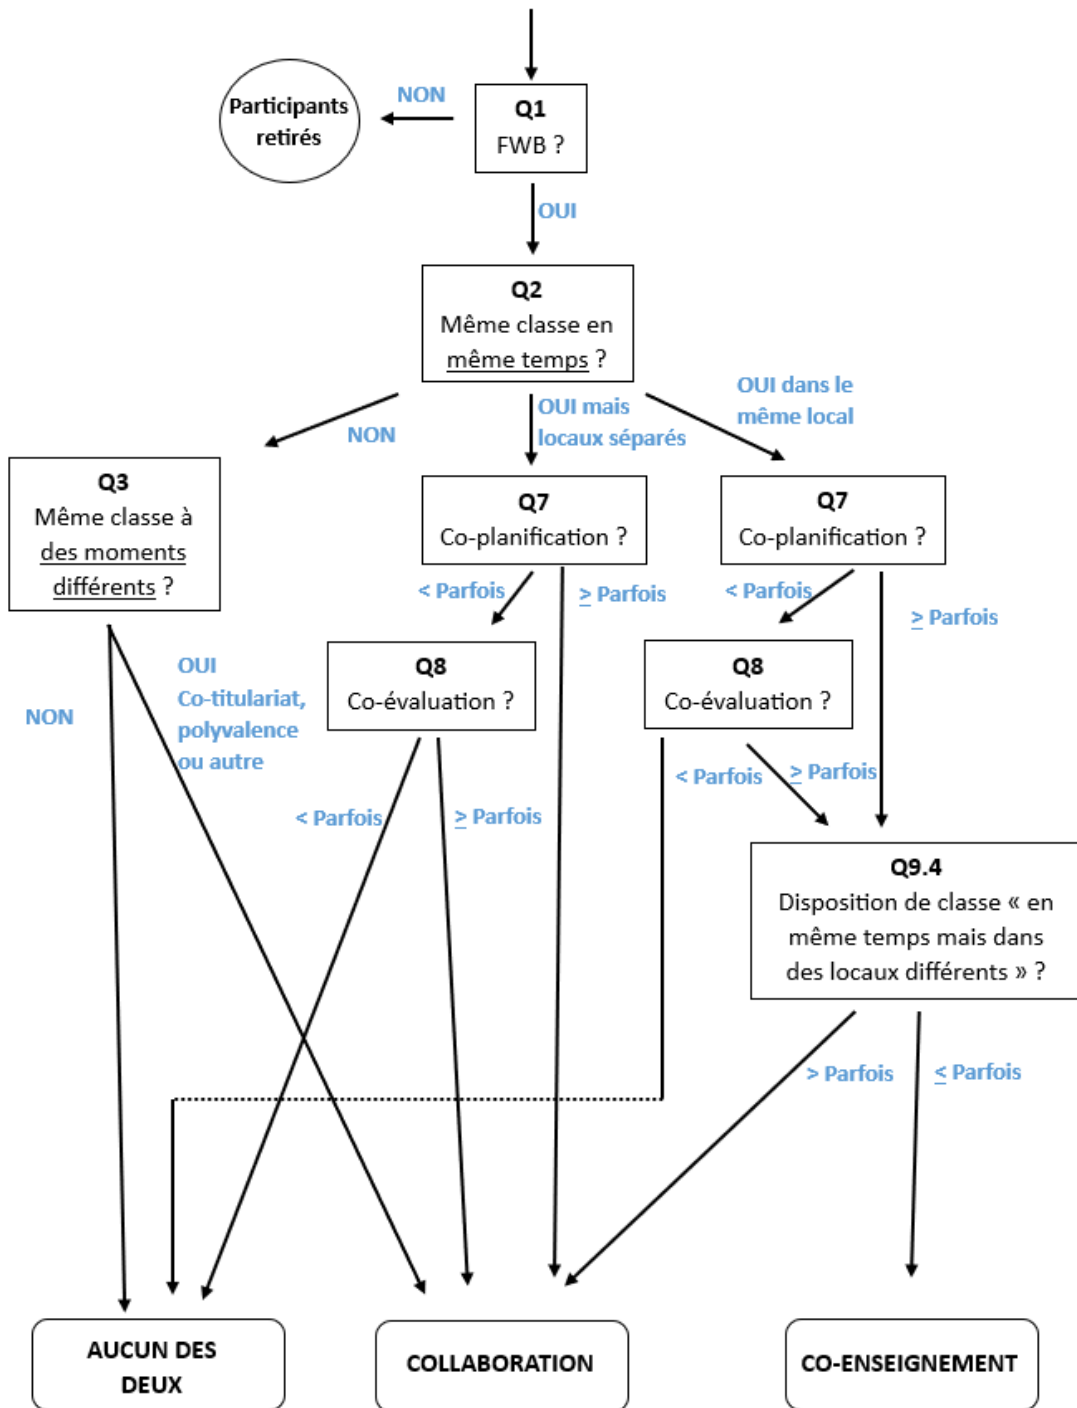 Participants
retirés
NON
Q1
FWB ?
OUI
Q2
Même classe en
même temps ?
NON
OUI mais
locaux séparés
OUI dans le
même local
Q3
Même classe à
des moments
différents ?
Q7
Co-planification ?
Q7
Co-planification ?
< Parfois
≥ Parfois
< Parfois
≥ Parfois
Q8
Co-évaluation ?
Q8
Co-évaluation ?
NON
OUI
Co-titulariat,
polyvalence
ou autre
< Parfois
≥ Parfois
< Parfois
≥ Parfois
Q9.4
Disposition de classe « en
même temps mais dans
des locaux différents » ?
> Parfois
≤ Parfois
AUCUN DES
DEUX
COLLABORATION
CO-ENSEIGNEMENT